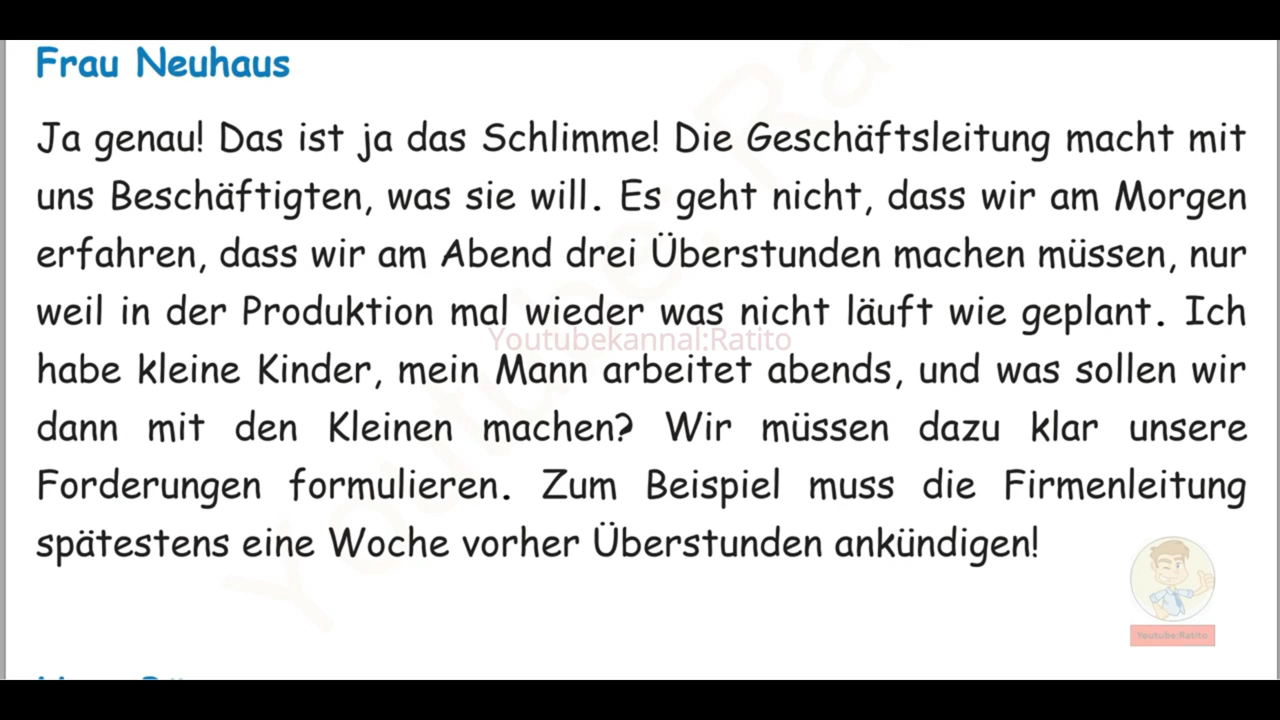 Frau Neuhaus
Ja genau! Das ist ja das Schlimme! Die Geschäftsleitung macht mit
uns Beschäftigten, was sie will. Es geht nicht, dass wir am Morgen
erfahren, dass wir am Abend drei Überstunden machen müssen, nur
weil in der Produktion mal wieder was nicht läuft wie geplant. Ich
Youtubekannal:Ratito
habe kleine Kinder, mein Mann arbeitet abends, und was sollen wir
dann mit den Kleinen machen? Wir müssen dazu klar unsere
Forderungen formulieren. Zum Beispiel muss die Firmenleitung
spätestens eine Woche vorher Überstunden ankündigen!
Youtube:Ratito